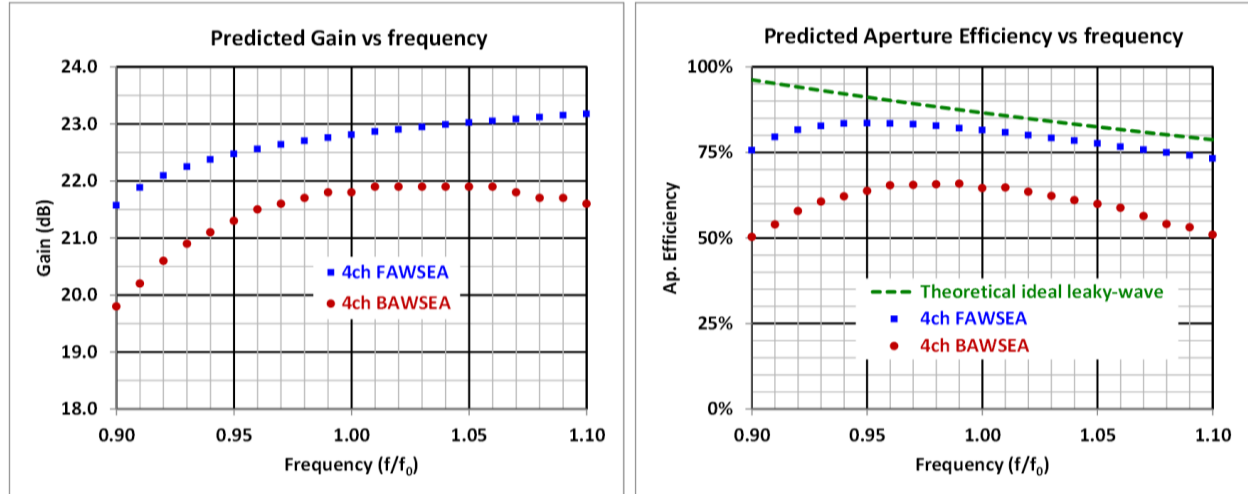 Predicted Gain vs frequency
24.0
23.0
22.0
21.0
20.0
19.0
18.0
Gain (dB)
4ch FAWSEA
4ch BAWSEA
0.90 0.95 1.00 1.05 1.10
Frequency (f/f₀)
Predicted Aperture Efficiency vs frequency
100%
75%
50%
25%
0%
Ap. Efficiency
Theoretical ideal leaky-wave
4ch FAWSEA
4ch BAWSEA
0.90 0.95 1.00 1.05 1.10
Frequency (f/f₀)